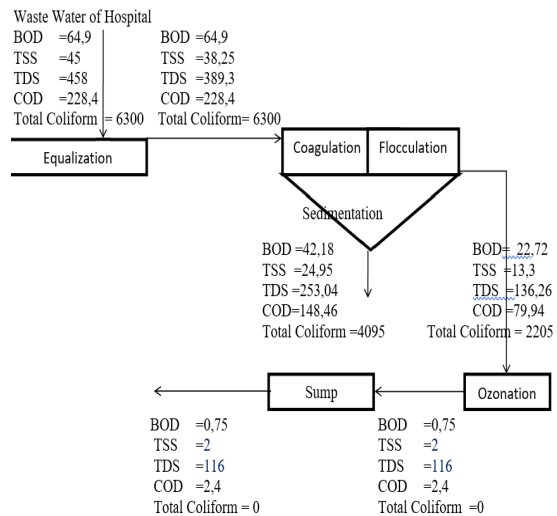 Waste Water of Hospital
BOD =64,9
TSS =45
TDS =458
COD =228,4
Total Coliform = 6300
BOD =64,9
TSS =38,25
TDS =389,3
COD =228,4
Total Coliform= 6300
Equalization
Coagulation
Flocculation
Sedimentation
BOD =42,18
TSS =24,95
TDS =253,04
COD=148,46
Total Coliform =4095
BOD= 22,72
TSS =13,3
TDS =136,26
COD =79,94
Total Coliform = 2205
Sump
Ozonation
BOD =0,75
TSS =2
TDS =116
COD =2,4
Total Coliform = 0
BOD =0,75
TSS =2
TDS =116
COD =2,4
Total Coliform =0